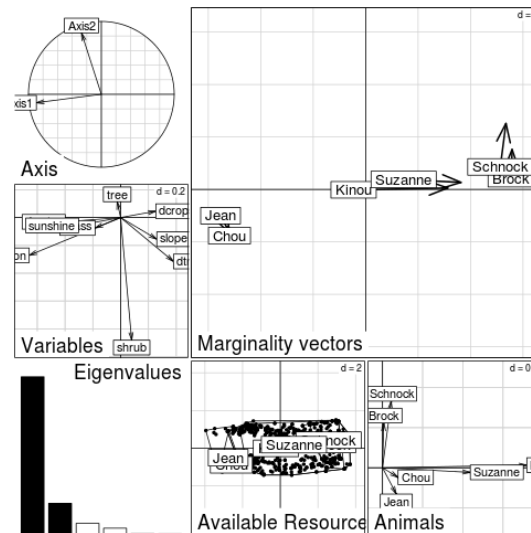 Axis2
xis1
Axis
d =
Schnock
Brock
Suzanne
Kinou
Jean
Chou
Marginality vectors
d = 0.2
tree
dcrop
sunshine
ss
slope
dt
on
shrub
Variables
Eigenvalues
d = 2
nock
Suzanne
Jean
Chou
Available Resource
d = 0
Schnock
Brock
Chou
Suzanne
Jean
Animals